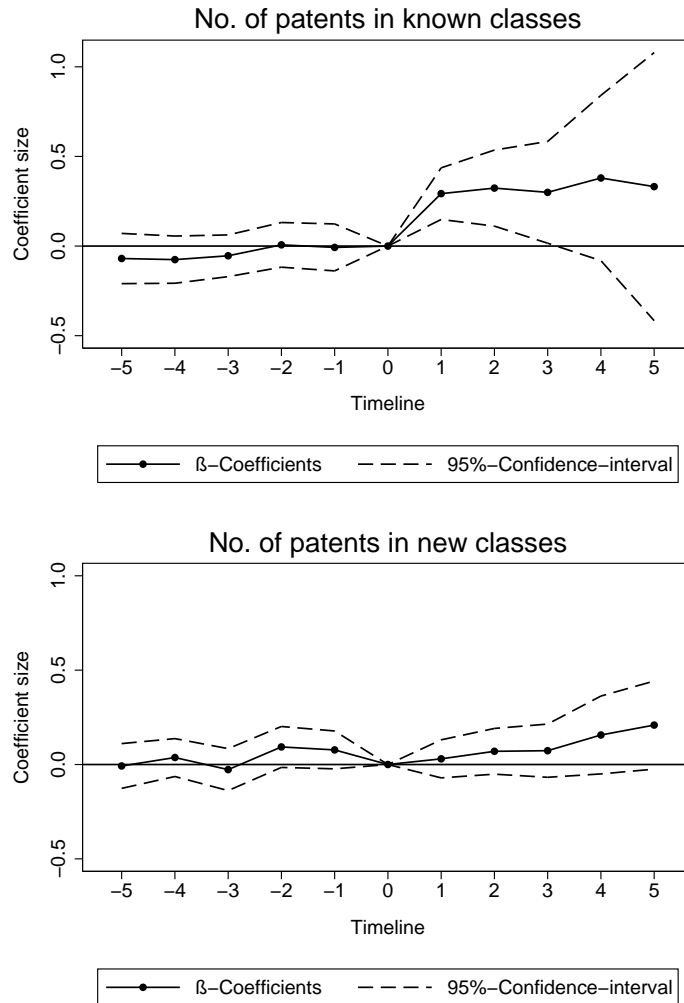 No. of patents in known classes
1.0
0.5
0.0
−0.5
Coefficient size
−5 −4 −3 −2 −1 0 1 2 3 4 5
Timeline
ß−Coefficients 95%−Confidence−interval
No. of patents in new classes
1.0
0.5
0.0
−0.5
Coefficient size
−5 −4 −3 −2 −1 0 1 2 3 4 5
Timeline
ß−Coefficients 95%−Confidence−interval